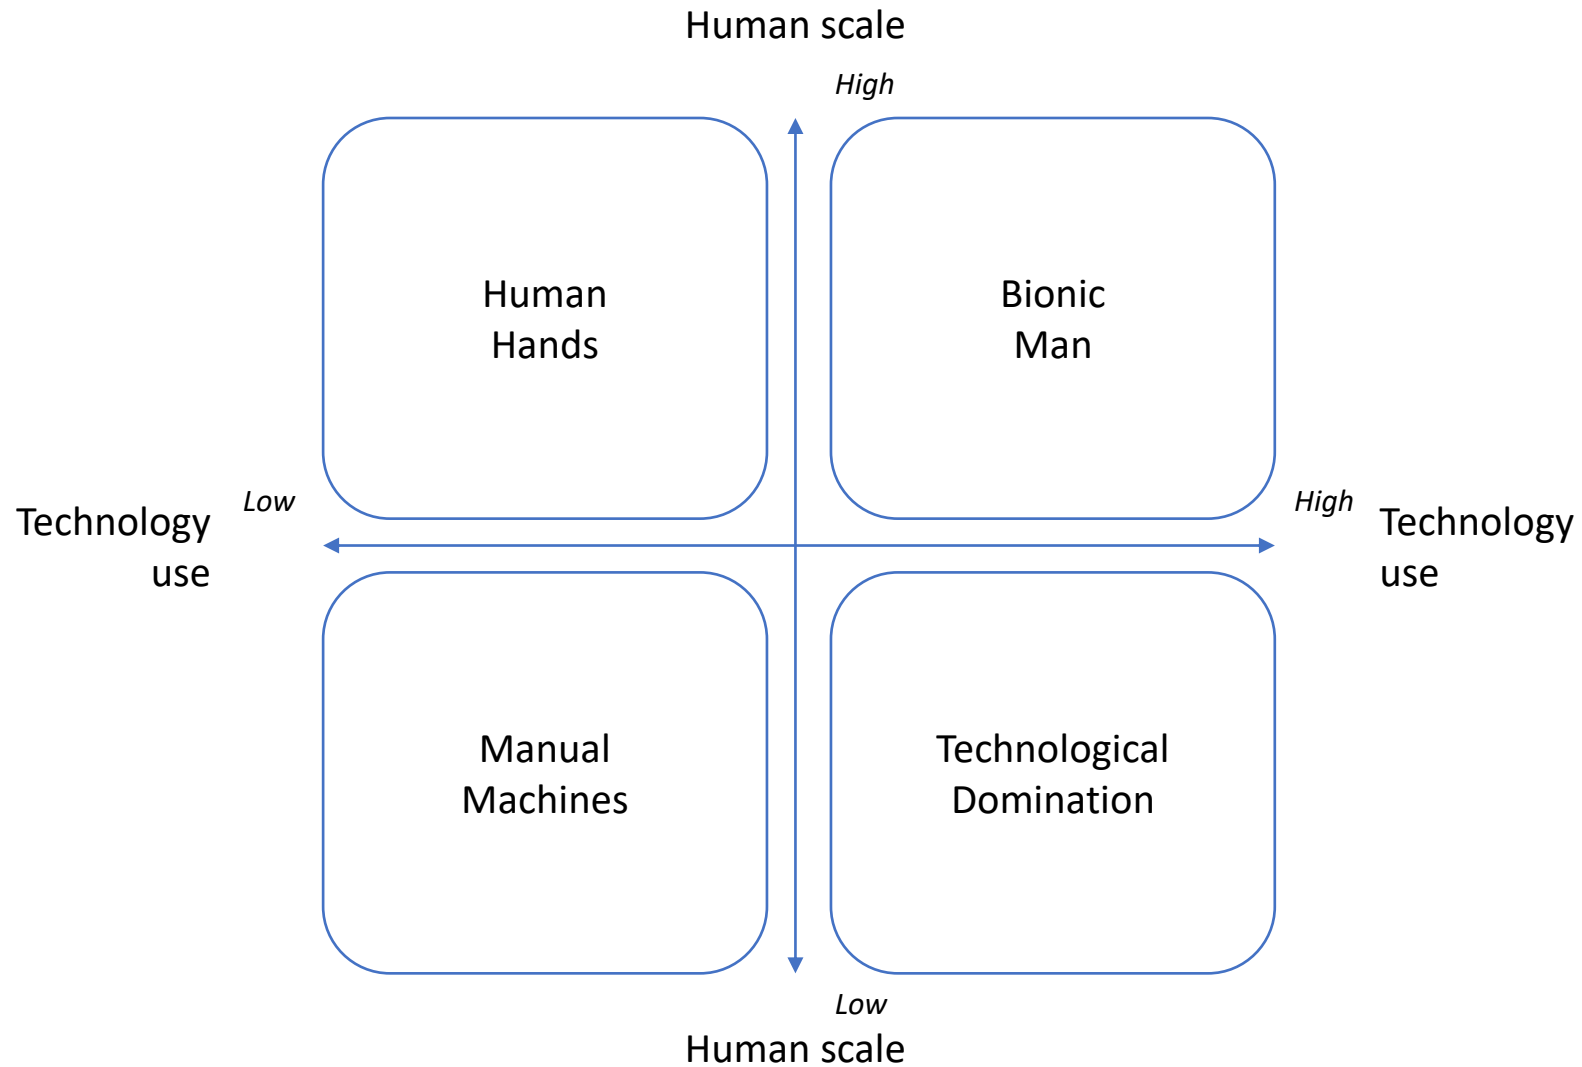 Human scale
High
Human
Hands
Bionic
Man
Low
High
Technology
use
Technology
use
Manual
Machines
Technological
Domination
Low
Human scale